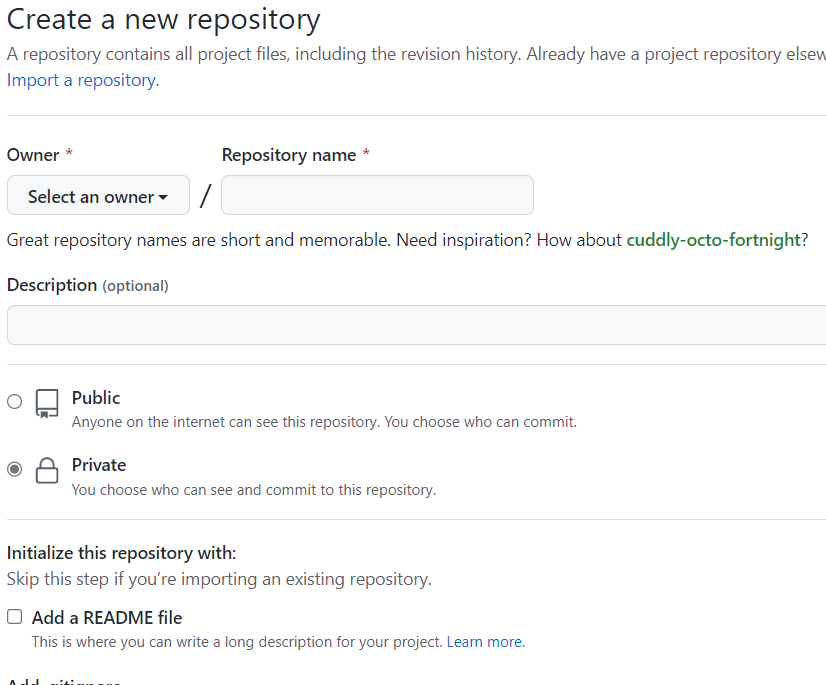 Create a new repository
A repository contains all project files, including the revision history. Already have a project repository elsew
Import a repository.
Owner * Repository name *
Select an owner /
Great repository names are short and memorable. Need inspiration? How about cuddly-octo-fortnight?
Description (optional)
Public
Anyone on the internet can see this repository. You choose who can commit.
Private
You choose who can see and commit to this repository.
Initialize this repository with:
Skip this step if you’re importing an existing repository.
Add a README file
This is where you can write a long description for your project. Learn more.
Add .gitignore